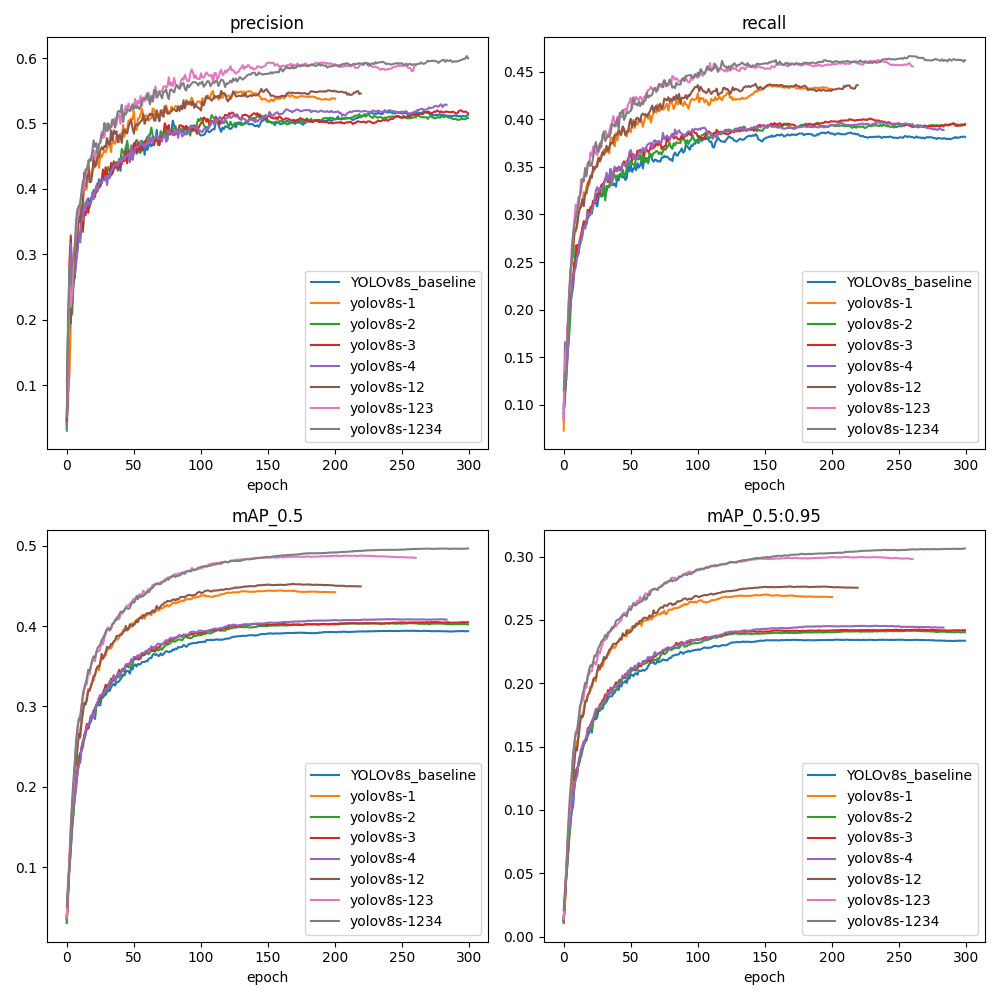 precision
0.6
0.5
0.4
0.3
0.2
0.1
YOLOv8s_baseline
yolov8s-1
yolov8s-2
yolov8s-3
yolov8s-4
yolov8s-12
yolov8s-123
yolov8s-1234
0 50 100 150 200 250 300
epoch
recall
0.45
0.40
0.35
0.30
0.25
0.20
0.15
0.10
YOLOv8s_baseline
yolov8s-1
yolov8s-2
yolov8s-3
yolov8s-4
yolov8s-12
yolov8s-123
yolov8s-1234
0 50 100 150 200 250 300
epoch
mAP_0.5
0.5
0.4
0.3
0.2
0.1
YOLOv8s_baseline
yolov8s-1
yolov8s-2
yolov8s-3
yolov8s-4
yolov8s-12
yolov8s-123
yolov8s-1234
0 50 100 150 200 250 300
epoch
mAP_0.5:0.95
0.30
0.25
0.20
0.15
0.10
0.05
0.00
YOLOv8s_baseline
yolov8s-1
yolov8s-2
yolov8s-3
yolov8s-4
yolov8s-12
yolov8s-123
yolov8s-1234
0 50 100 150 200 250 300
epoch